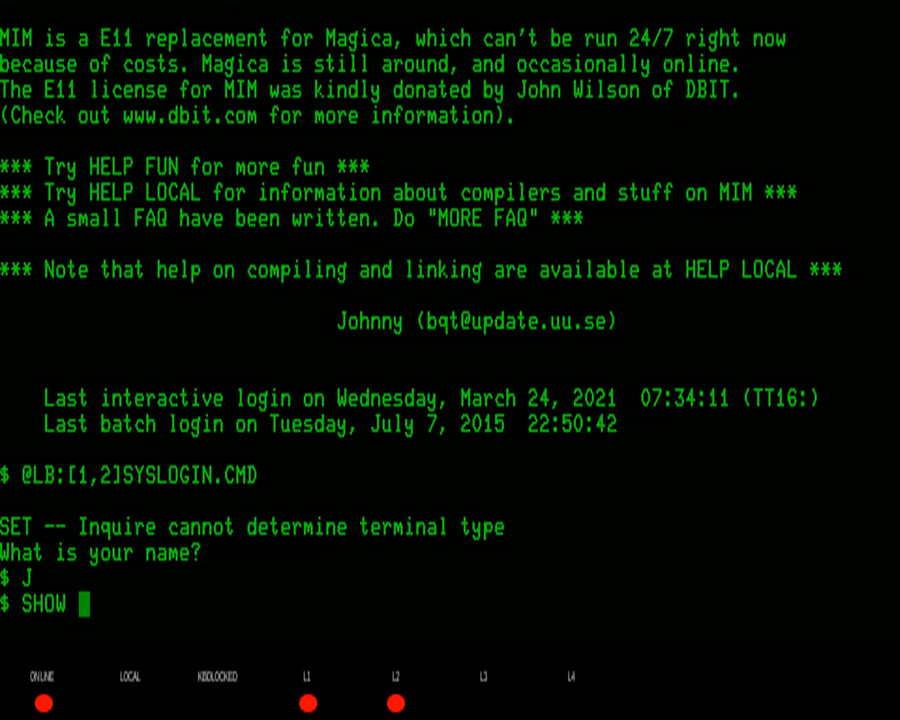 MIM is a E11 replacement for Magica, which can't be run 24/7 right now
because of costs. Magica is still around, and occasionally online.
The E11 license for MIM was kindly donated by John Wilson of DBIT.
(Check out www.dbit.com for more information).
*** Try HELP FUN for more fun ***
*** Try HELP LOCAL for information about compilers and stuff on MIM ***
*** A small FAQ have been written. Do "MORE FAQ" ***
*** Note that help on compiling and linking are available at HELP LOCAL ***
Johnny (bqt@update.uu.se)
Last interactive login on Wednesday, March 24, 2021 07:34:11 (TT16:)
Last batch login on Tuesday, July 7, 2015 22:50:42
$ @LB:[1,2]SYSLOGIN.CMD
SET -- Inquire cannot determine terminal type
What is your name?
$ J
$ SHOW
ONLINE LOCAL KBDLOCKED L1 L2 L3 L4